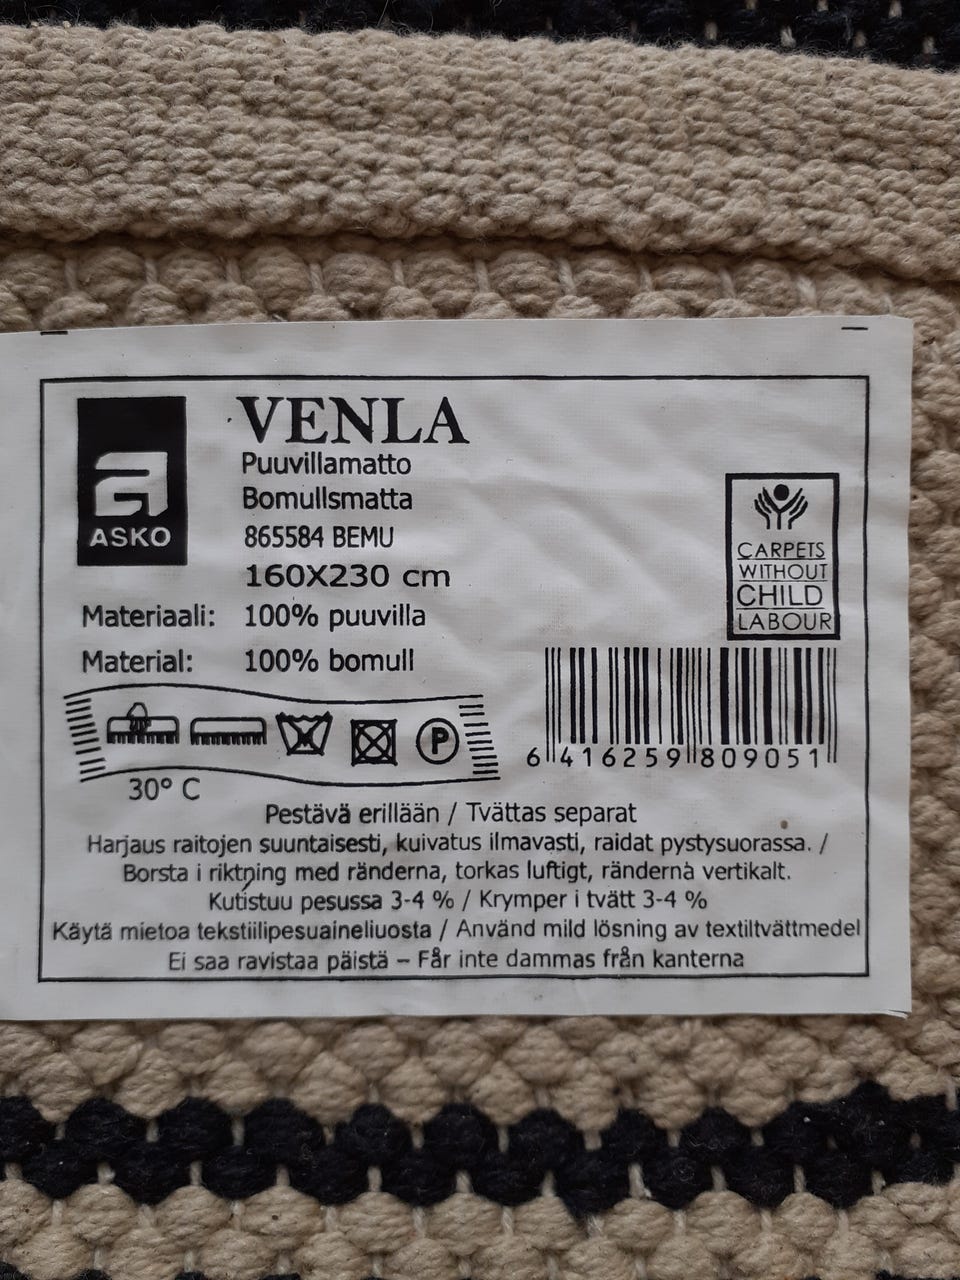 VENLA
Puuvillamatto
Bomullsmatta
865584 BEMU
160X230 cm
ASKO
Materiaali: 100% puuvilla
Material: 100% bomull
CARPETS
WITHOUT
CHILD
LABOUR
P
30° C
6 416259 809051
Pestävä erillään / Tvättas separat
Harjaus raitojen suuntaisesti, kuivatus ilmavasti, raidat pystysuorassa. /
Borsta i riktning med ränderna, torkas luftigt, ränderna vertikalt.
Kutistuu pesussa 3-4 % / Krymper i tvätt 3-4 %
Käytä mietoa tekstiilipesuaineliuosta / Använd mild lösning av textiltvättmedel
Ei saa ravistaa päistä – Får inte dammas från kanterna